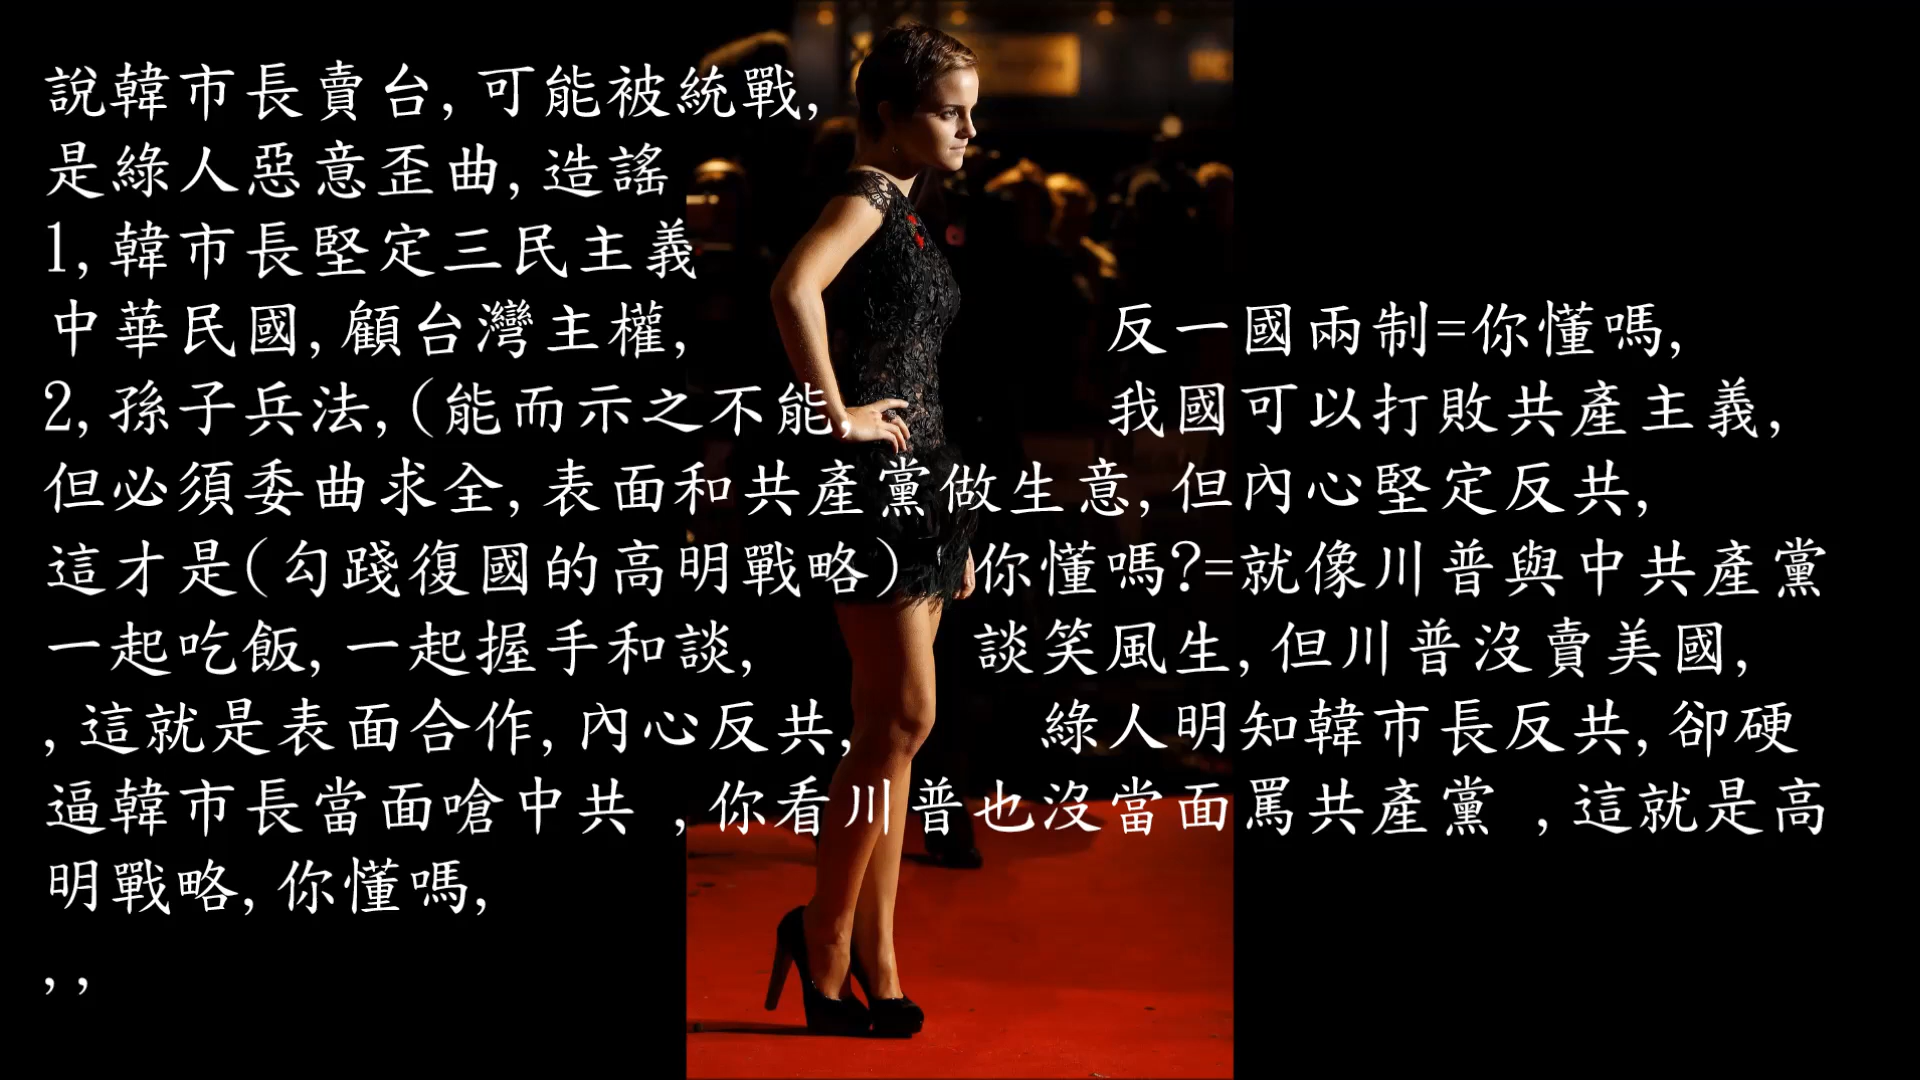 說韓市長賣台,可能被統戰,
是綠人惡意歪曲,造謠
1,韓市長堅定三民主義
中華民國,顧台灣主權, 反一國兩制=你懂嗎,
2,孫子兵法,(能而示之不能, 我國可以打敗共產主義,
但必須委曲求全,表面和共產黨做生意,但內心堅定反共,
這才是(勾踐復國的高明戰略) 你懂嗎?=就像川普與中共產黨
一起吃飯,一起握手和談, 談笑風生,但川普沒賣美國,
,這就是表面合作,內心反共, 綠人明知韓市長反共,卻硬
逼韓市長當面嗆中共 ,你看川普也沒當面罵共產黨 ,這就是高
明戰略,你懂嗎,
,,